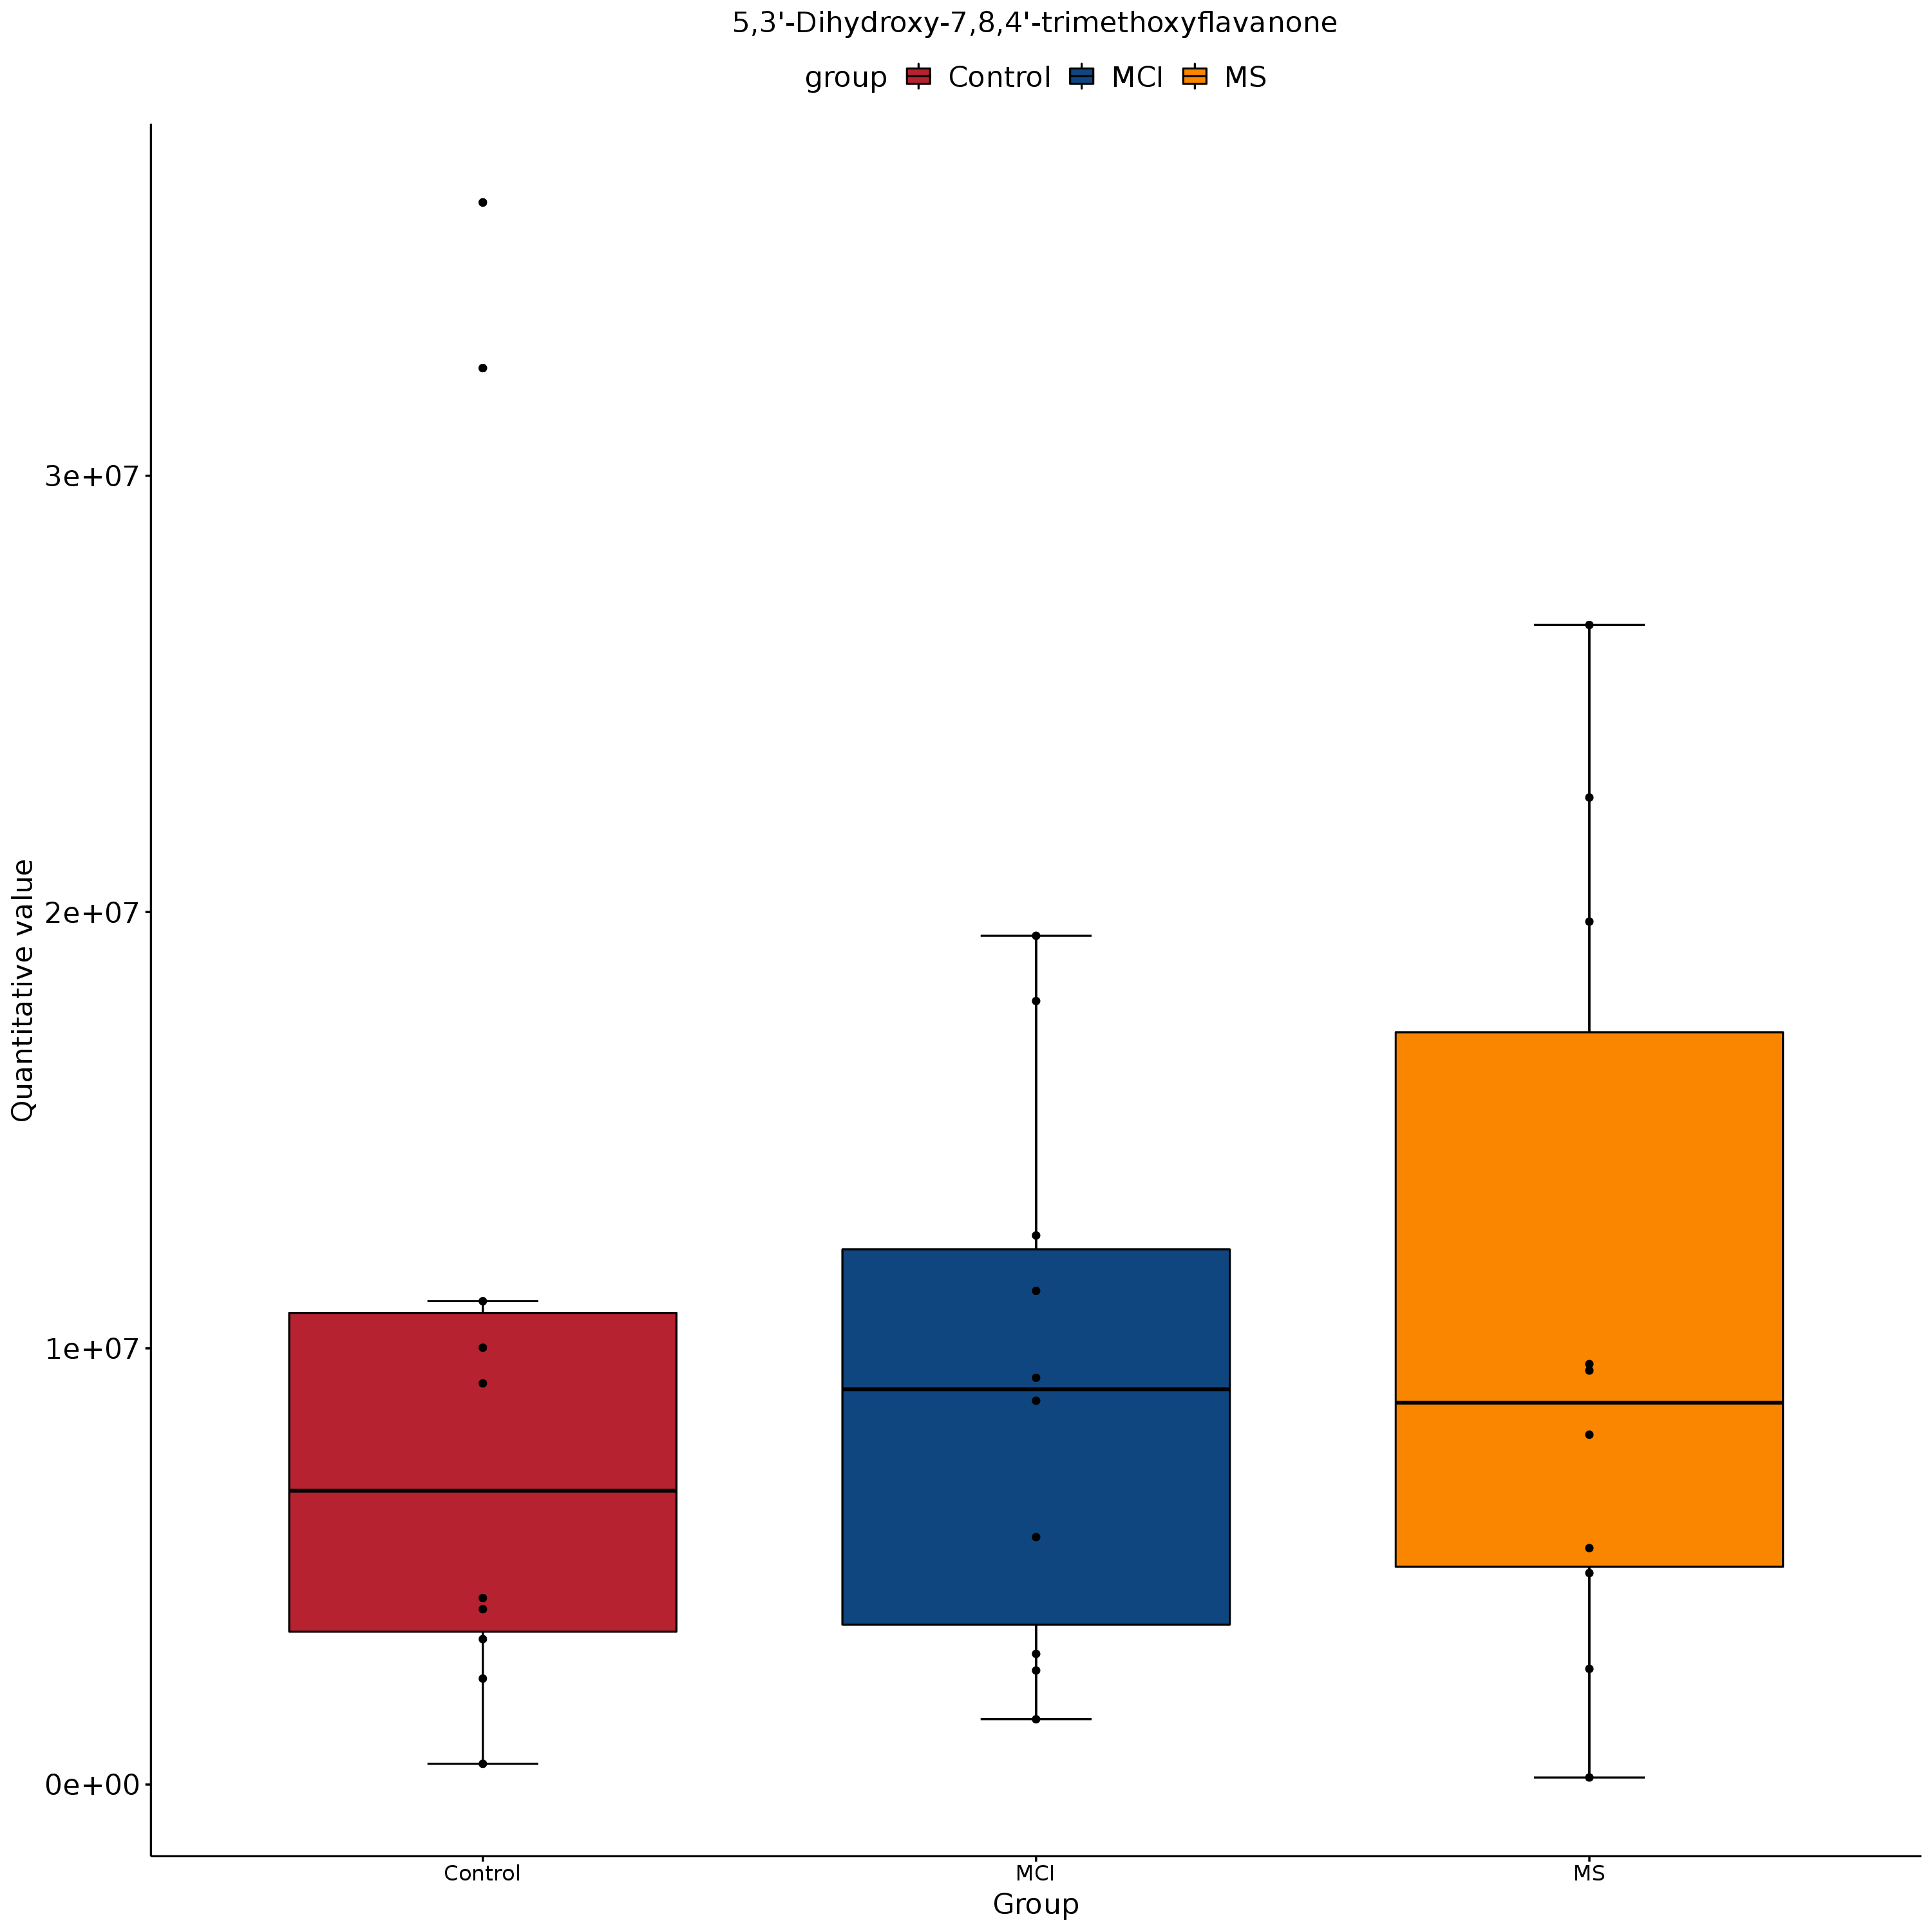 5,3'-Dihydroxy-7,8,4'-trimethoxyflavanone
group Control MCI MS
Quantitative value
3e+07
2e+07
1e+07
0e+00
Control MCI MS
Group